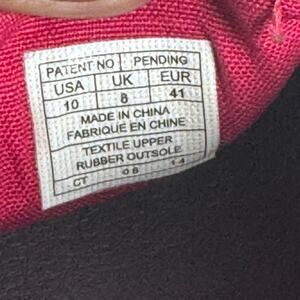 PATENT NO PENDING
USA UK EUR
10 8 41
MADE IN CHINA
FABRIQUE EN CHINE
TEXTILE UPPER
RUBBER OUTSOLE
CT 08 14